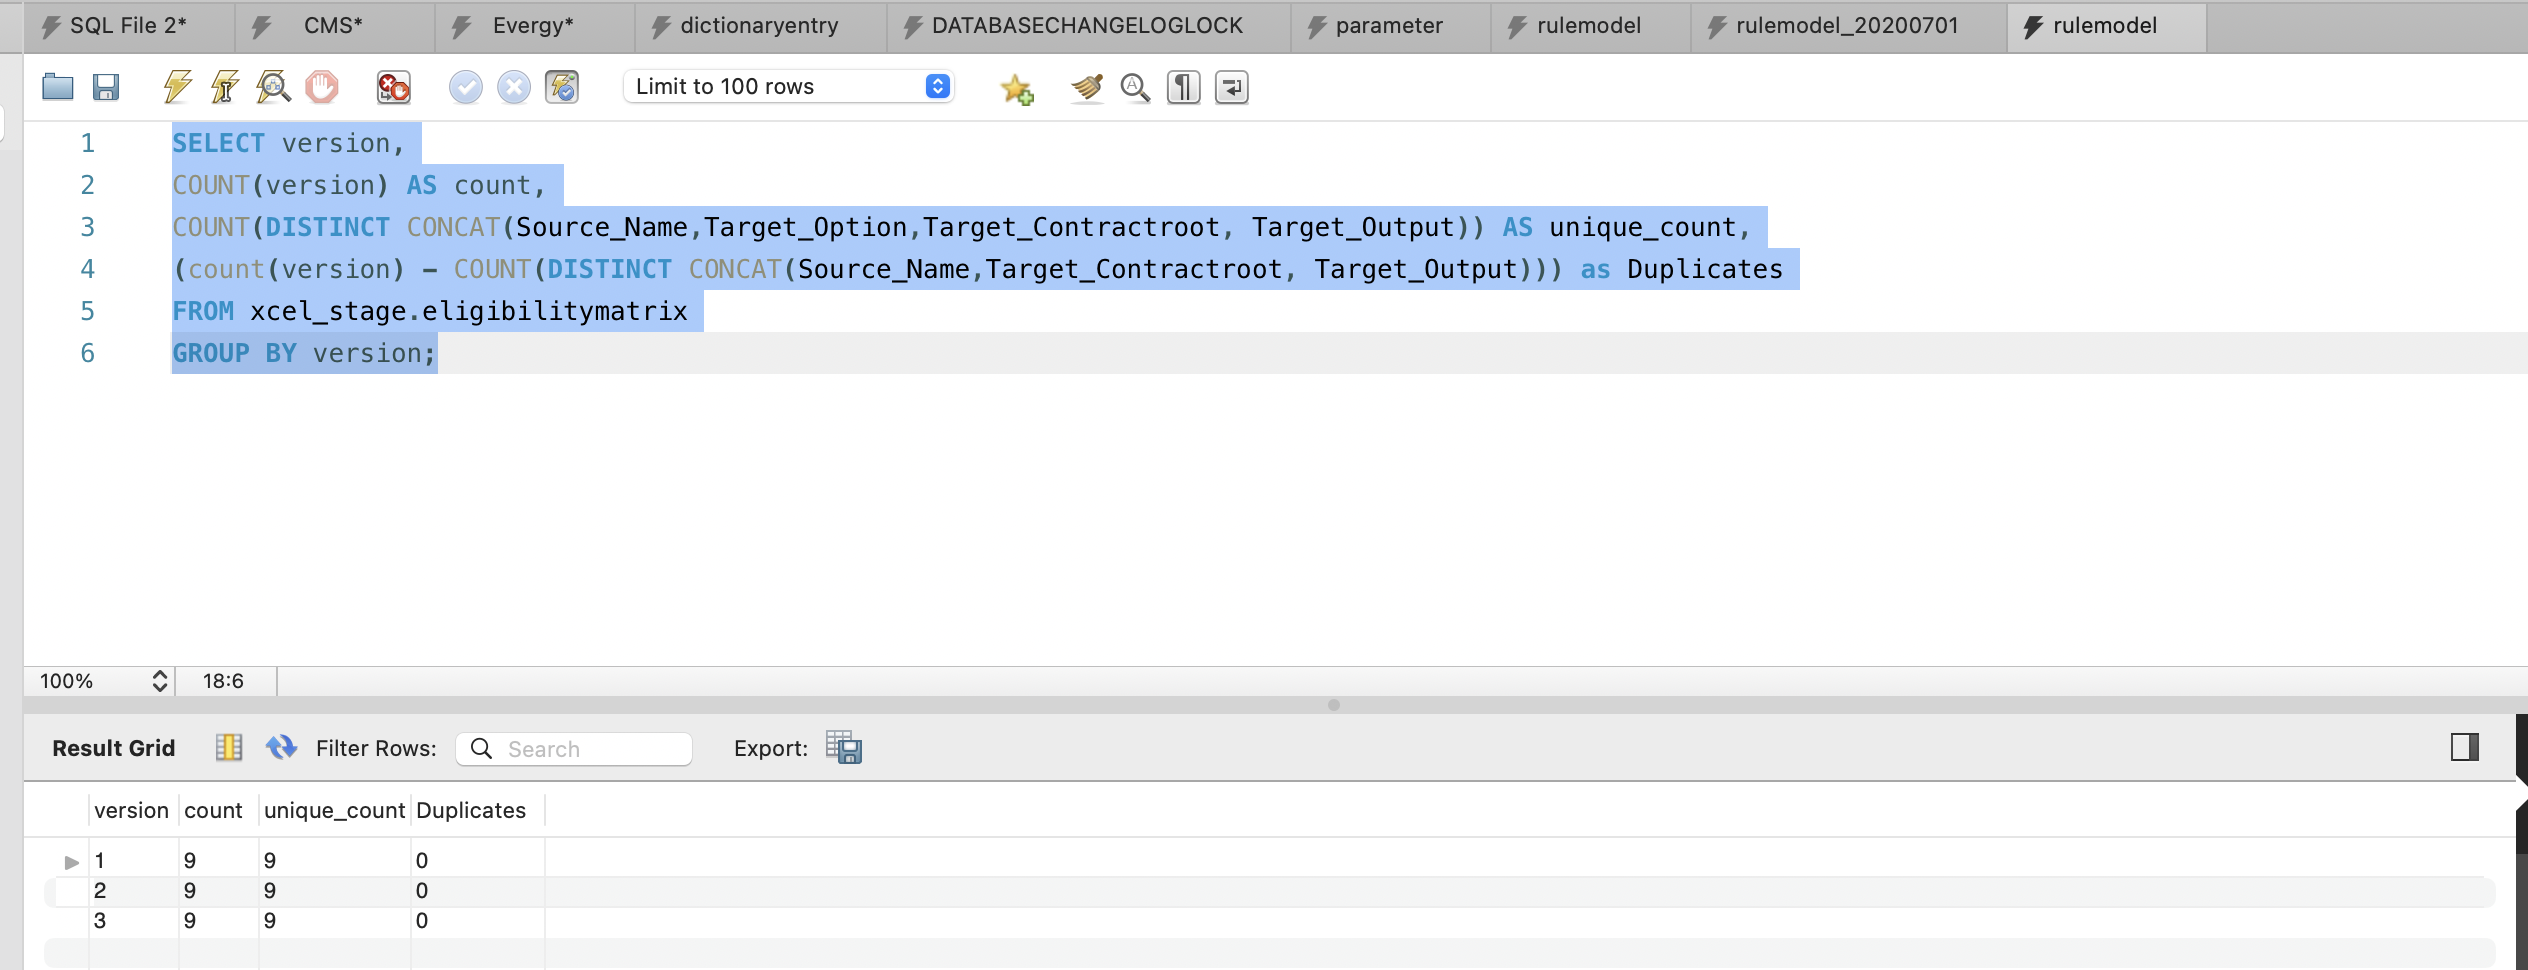 SQL File 2* CMS* Evergy* dictionaryentry DATABASECHANGELOGLOCK parameter rulemodel rulemodel_20200701 rulemodel
Limit to 100 rows
1 SELECT version,
2 COUNT(version) AS count,
3 COUNT(DISTINCT CONCAT(Source_Name,Target_Option,Target_Contractroot, Target_Output)) AS unique_count,
4 (count(version) - COUNT(DISTINCT CONCAT(Source_Name,Target_Contractroot, Target_Output))) as Duplicates
5 FROM xcel_stage.eligibilitymatrix
6 GROUP BY version;
100% 18:6
Result Grid Filter Rows: Search Export:
version count unique_count Duplicates
1 9 9 0
2 9 9 0
3 9 9 0